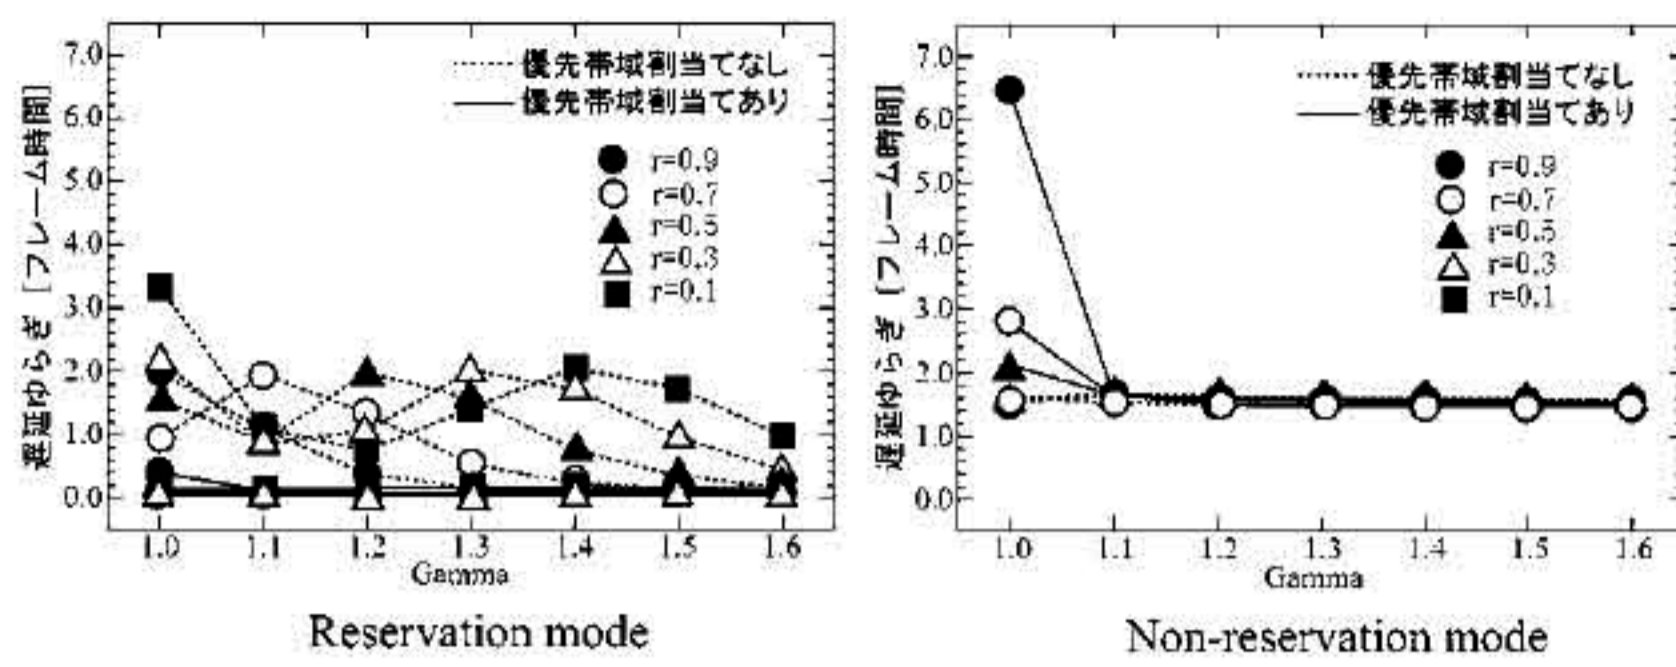 7.0
6.0
5.0
4.0
3.0
2.0
1.0
0.0
遅延ゆらぎ [フレーム時間]
優先帯域割当てなし
優先帯域割当てあり
r=0.9
r=0.7
r=0.5
r=0.3
r=0.1
1.0 1.1 1.2 1.3 1.4 1.5 1.6
Gamma
Reservation mode
7.0
6.0
5.0
4.0
3.0
2.0
1.0
0.0
遅延ゆらぎ [フレーム時間]
優先帯域割当てなし
優先帯域割当てあり
r=0.9
r=0.7
r=0.5
r=0.3
r=0.1
1.0 1.1 1.2 1.3 1.4 1.5 1.6
Gamma
Non-reservation mode